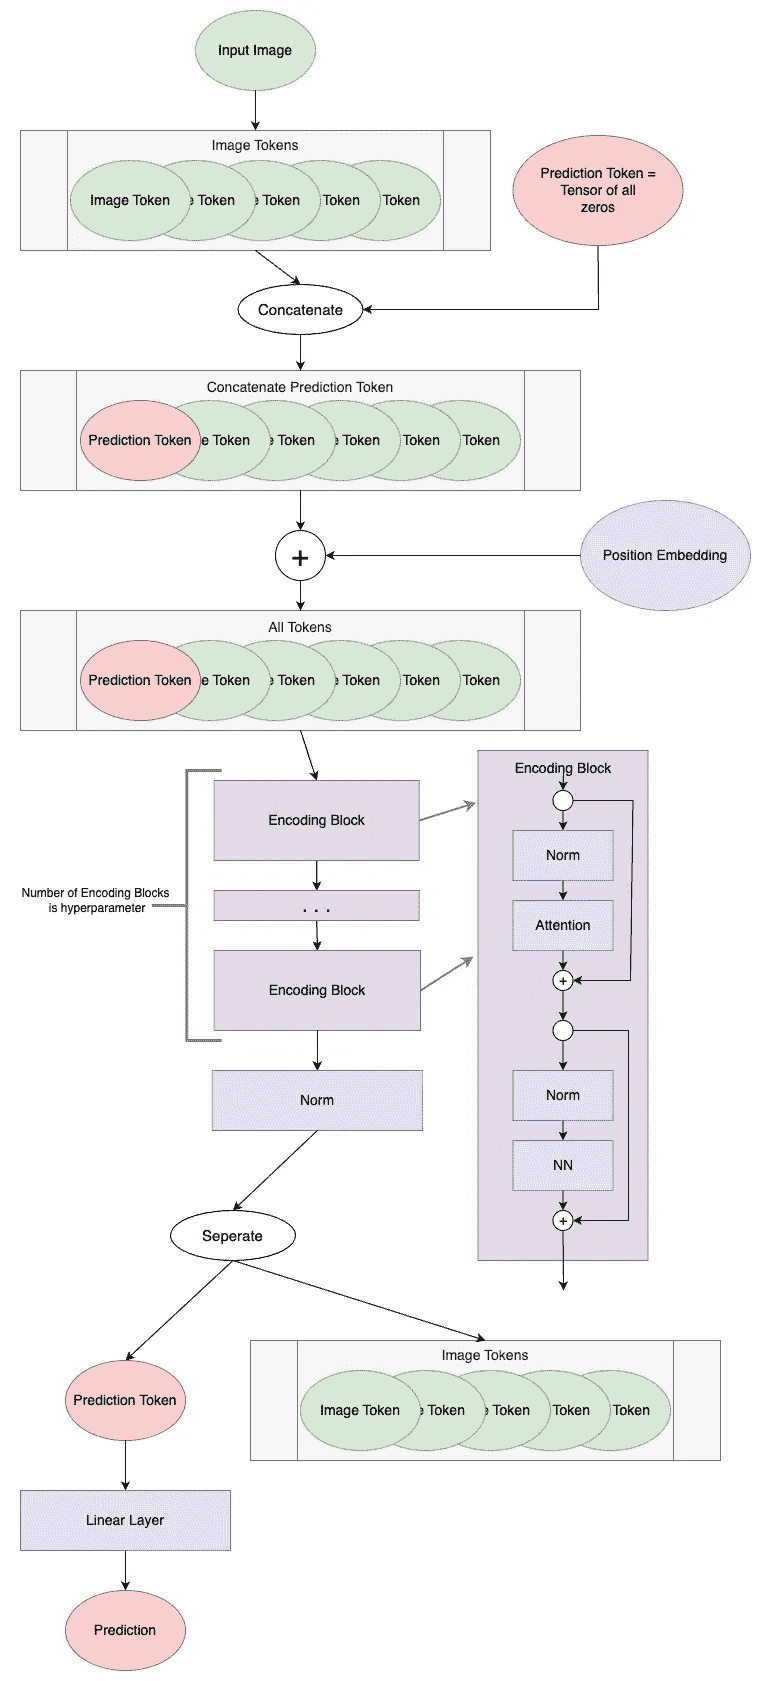 Input Image
Image Tokens
Image Token
e Token
e Token
Token
Token
Prediction Token =
Tensor of all
zeros
Concatenate
Concatenate Prediction Token
Prediction Token
e Token
e Token
e Token
Token
Token
+
Position Embedding
All Tokens
Prediction Token
e Token
e Token
e Token
Token
Token
Encoding Block
. . .
Encoding Block
Number of Encoding Blocks
is hyperparameter
Norm
Encoding Block
Norm
Attention
+
Norm
NN
+
Seperate
Prediction Token
Image Tokens
Image Token
e Token
e Token
Token
Token
Linear Layer
Prediction